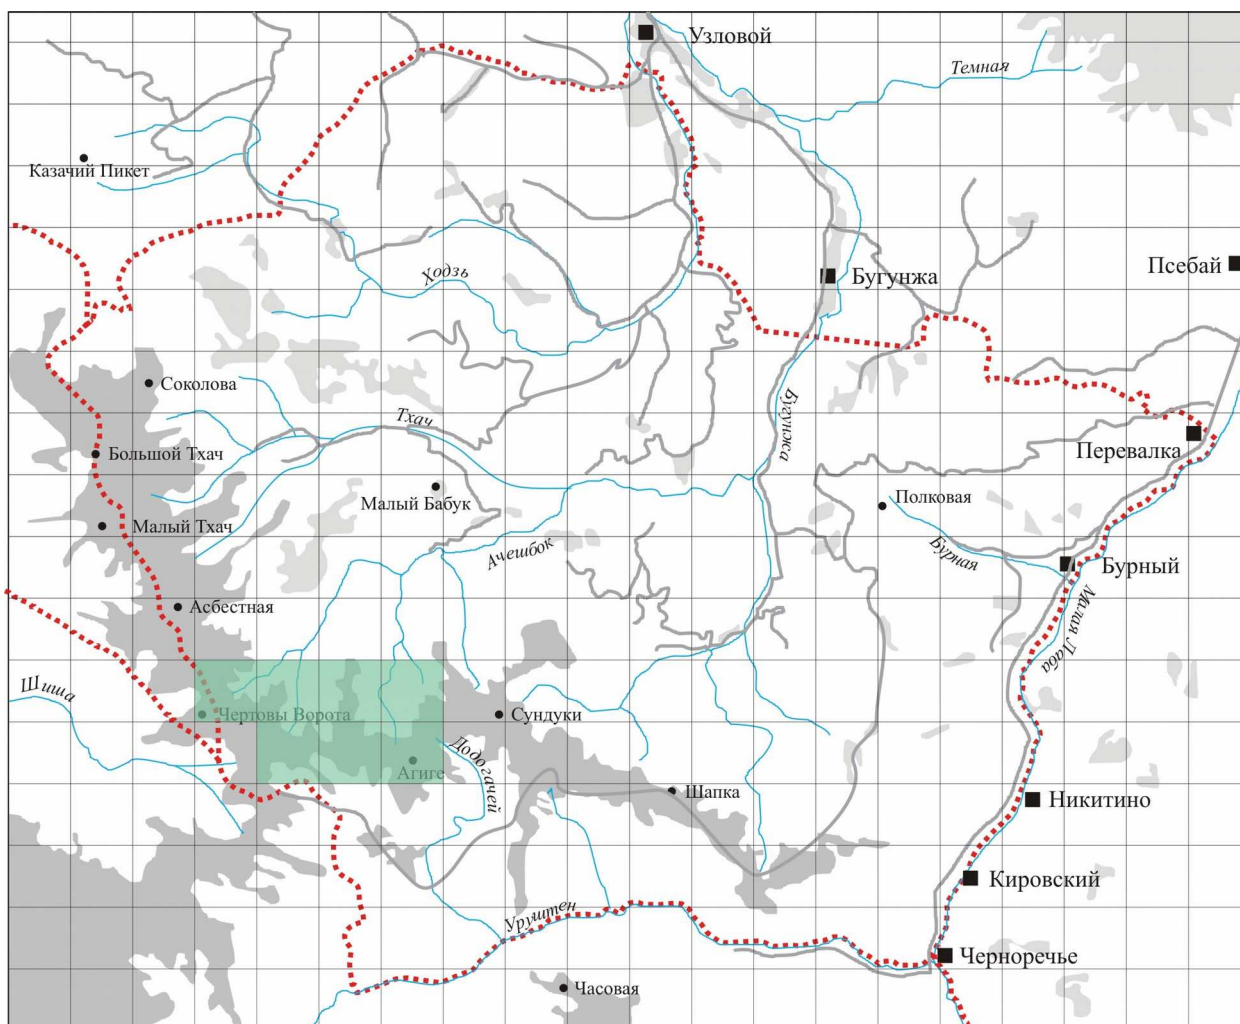 Узловой
Темная
Казачий Пикет
Ходзь
Бугунжа
Псебай
Соколова
Тхач
Бугунжа
Большой Тхач
Перевалка
Малый Бабук
Полковая
Малый Тхач
Ачешбок
Бурная
Бурный
Асбестная
Малая Лаба
Шиша
Чертовы Ворота
Сундуки
Додогачей
Агиге
Шапка
Никитино
Кировский
Уруштен
Черноречье
Часовая